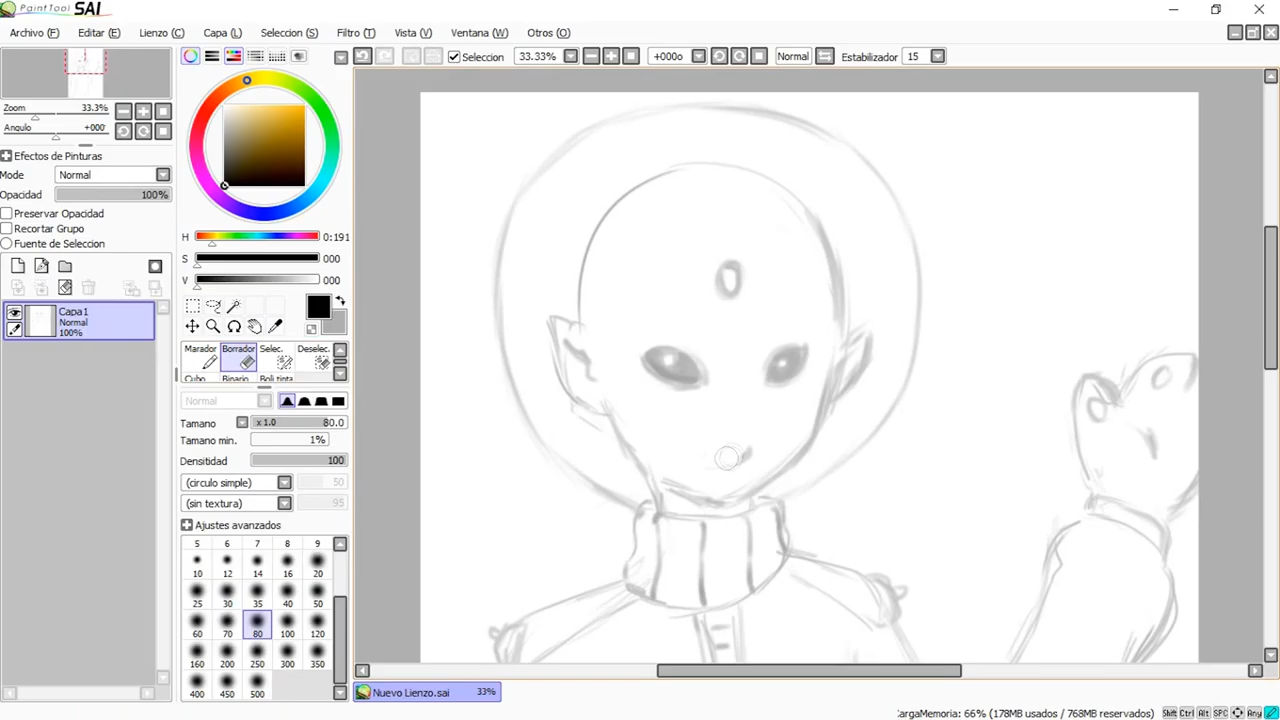 PaintTool SAI
Archivo (F) Editar (E) Lienzo (C) Capa (L) Seleccion (S) Filtro (T) Vista (V) Ventana (W) Otros (O)
Seleccion 33.33% +000o Normal Estabilizador 15
Zoom 33.3%
Angulo +000°
Efectos de Pinturas
Mode Normal
Opacidad 100%
Preservar Opacidad
Recortar Grupo
Fuente de Seleccion
Capa1
Normal
100%
H 0:191
S 000
V 000
Marador Borrador Selec. Deselec.
Cubo Binario Boli tinta
Normal
Tamano x 1.0 80.0
Tamano min. 1%
Densitidad 100
(circulo simple) 50
(sin textura) 95
Ajustes avanzados
5 6 7 8 9
10 12 14 16 20
25 30 35 40 50
60 70 80 100 120
160 200 250 300 350
400 450 500
Nuevo Lienzo.sai 33%
CargaMemoria: 66% (178MB usados / 768MB reservados) Shift Ctrl Alt SPC Any